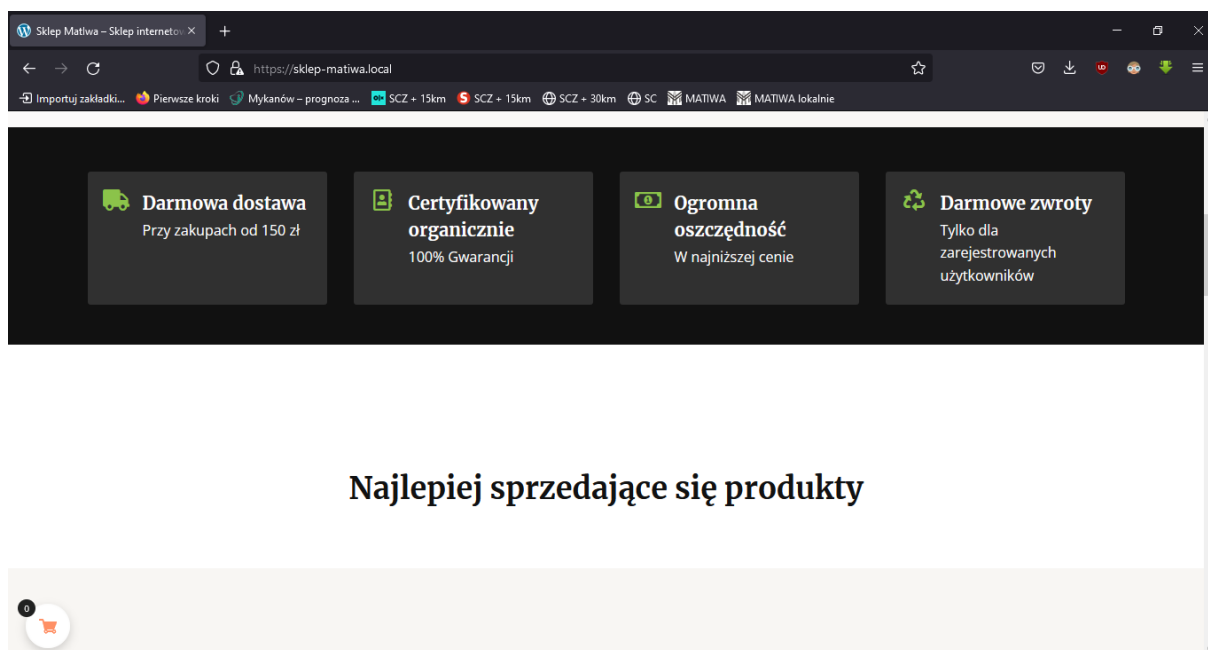 Sklep MatIwa – Sklep internetow
https://sklep-matiwa.local
Importuj zakładki... Pierwsze kroki Mykanów – prognoza ... OLX SCZ + 15km S SCZ + 15km SCZ + 30km SC MATIWA MATIWA lokalnie
Darmowa dostawa
Przy zakupach od 150 zł
Certyfikowany
organicznie
100% Gwarancji
Ogromna
oszczędność
W najniższej cenie
Darmowe zwroty
Tylko dla
zarejestrowanych
użytkowników
Najlepiej sprzedające się produkty
0